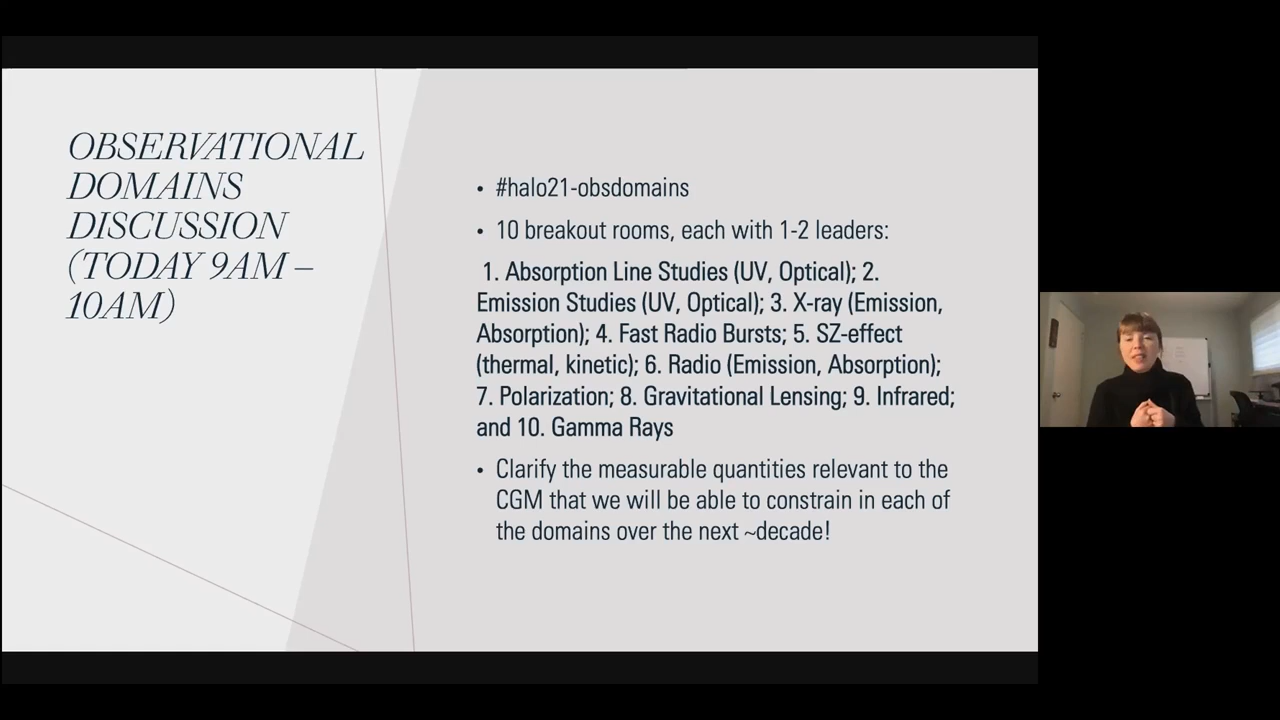 OBSERVATIONAL
DOMAINS
DISCUSSION
(TODAY 9AM –
10AM)
• #halo21-obsdomains
• 10 breakout rooms, each with 1-2 leaders:
1. Absorption Line Studies (UV, Optical); 2.
Emission Studies (UV, Optical); 3. X-ray (Emission,
Absorption); 4. Fast Radio Bursts; 5. SZ-effect
(thermal, kinetic); 6. Radio (Emission, Absorption);
7. Polarization; 8. Gravitational Lensing; 9. Infrared;
and 10. Gamma Rays
• Clarify the measurable quantities relevant to the
CGM that we will be able to constrain in each of
the domains over the next ~decade!